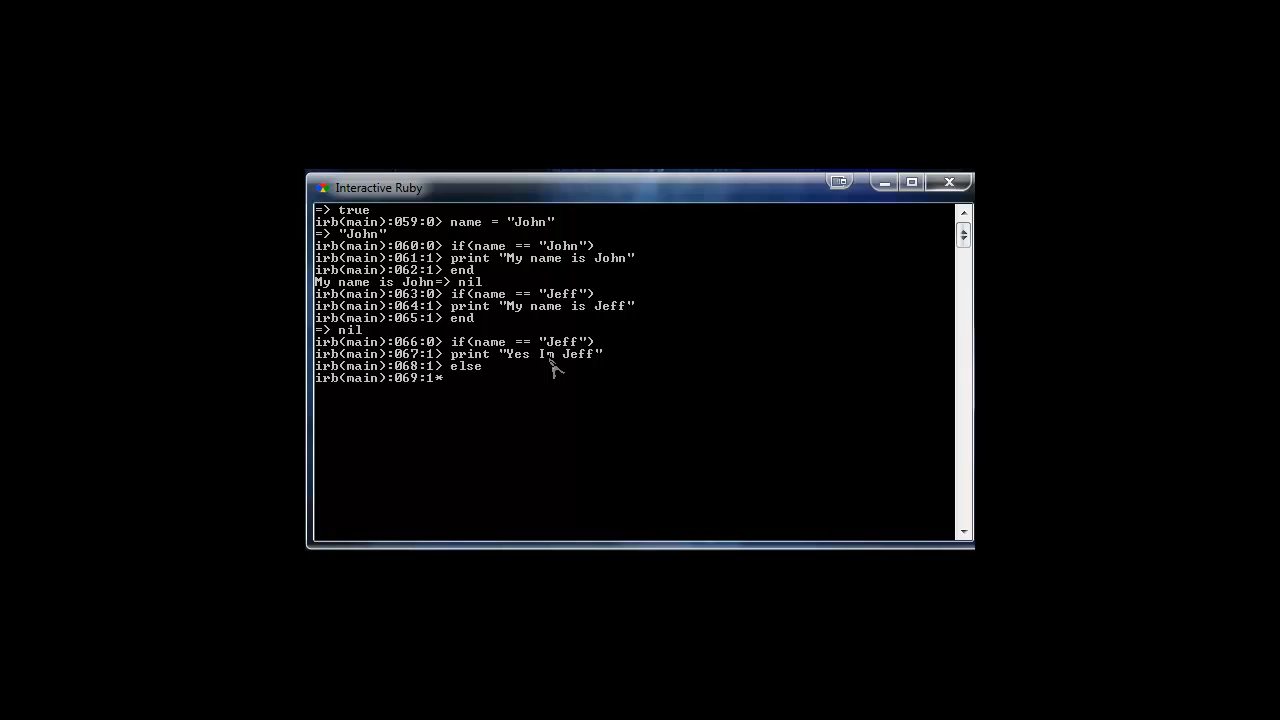 Interactive Ruby
=> true
irb(main):059:0> name = "John"
=> "John"
irb(main):060:0> if(name == "John")
irb(main):061:1> print "My name is John"
irb(main):062:1> end
My name is John=> nil
irb(main):063:0> if(name == "Jeff")
irb(main):064:1> print "My name is Jeff"
irb(main):065:1> end
=> nil
irb(main):066:0> if(name == "Jeff")
irb(main):067:1> print "Yes Im Jeff"
irb(main):068:1> else
irb(main):069:1*